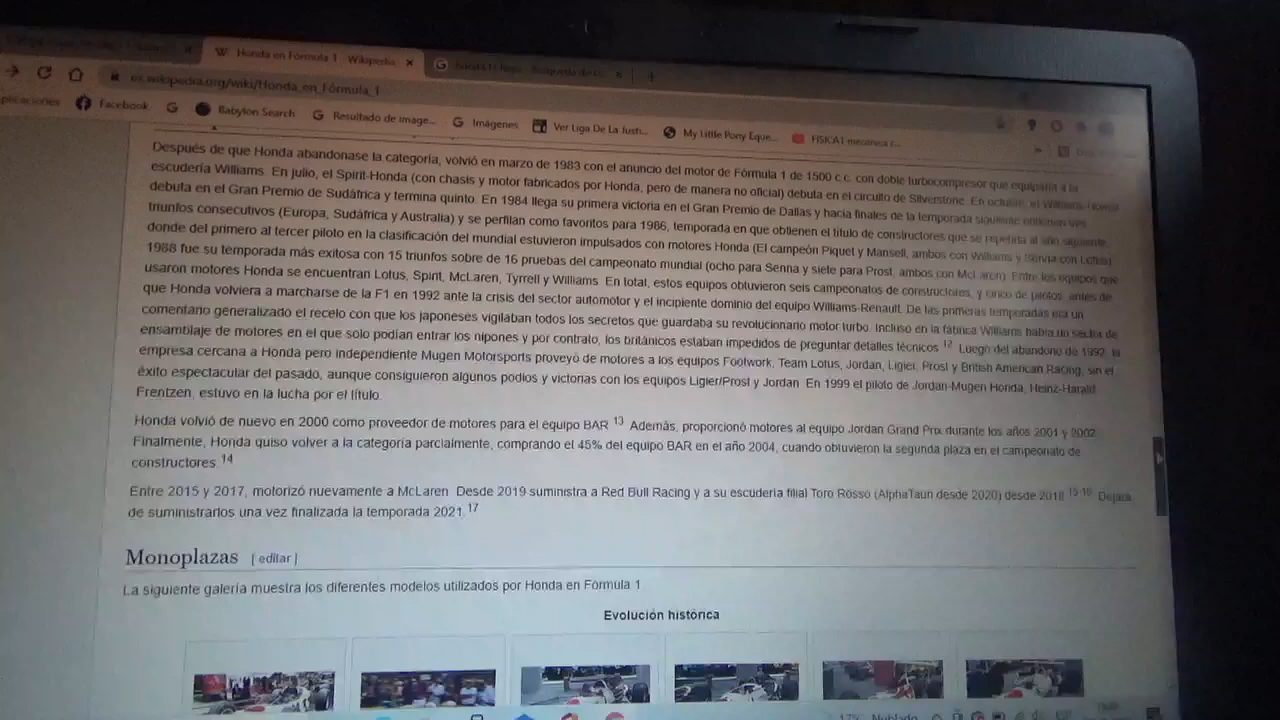 Honda en Fórmula 1 - Wikipedia
es.wikipedia.org/wiki/Honda_en_Fórmula_1
Facebook
Babylon Search
Resultado de image...
Imágenes
Ver Liga De La Justi...
My Little Pony Eque...
FISICA I mecánica c...
Después de que Honda abandonase la categoría, volvió en marzo de 1983 con el anuncio del motor de Fórmula 1 de 1500 c.c. con doble turbocompresor que equiparía a la
escudería Williams. En julio, el Spirit-Honda (con chasis y motor fabricados por Honda, pero de manera no oficial) debuta en el circuito de Silverstone. En octubre, el Williams-Honda
debuta en el Gran Premio de Sudáfrica y termina quinto. En 1984 llega su primera victoria en el Gran Premio de Dallas y hacia finales de la temporada siguiente obtienen tres
triunfos consecutivos (Europa, Sudáfrica y Australia) y se perfilan como favoritos para 1986, temporada en que obtienen el título de constructores que se repetiría al año siguiente,
donde del primero al tercer piloto en la clasificación del mundial estuvieron impulsados con motores Honda (El campeón Piquet y Mansell, ambos con Williams y Senna con Lotus).
1988 fue su temporada más exitosa con 15 triunfos sobre de 16 pruebas del campeonato mundial (ocho para Senna y siete para Prost, ambos con McLaren). Entre los equipos que
usaron motores Honda se encuentran Lotus, Spirit, McLaren, Tyrrell y Williams. En total, estos equipos obtuvieron seis campeonatos de constructores, y cinco de pilotos, antes de
que Honda volviera a marcharse de la F1 en 1992 ante la crisis del sector automotor y el incipiente dominio del equipo Williams-Renault. De las primeras temporadas era un
comentario generalizado el recelo con que los japoneses vigilaban todos los secretos que guardaba su revolucionario motor turbo. Incluso en la fábrica Williams había un sector de
ensamblaje de motores en el que solo podían entrar los nipones y por contrato, los británicos estaban impedidos de preguntar detalles técnicos.12 Luego del abandono de 1992, la
empresa cercana a Honda pero independiente Mugen Motorsports proveyó de motores a los equipos Footwork, Team Lotus, Jordan, Ligier, Prost y British American Racing, sin el
éxito espectacular del pasado, aunque consiguieron algunos podios y victorias con los equipos Ligier/Prost y Jordan. En 1999 el piloto de Jordan-Mugen Honda, Heinz-Harald
Frentzen, estuvo en la lucha por el título.
Honda volvió de nuevo en 2000 como proveedor de motores para el equipo BAR.13 Además, proporcionó motores al equipo Jordan Grand Prix durante los años 2001 y 2002.
Finalmente, Honda quiso volver a la categoría parcialmente, comprando el 45% del equipo BAR en el año 2004, cuando obtuvieron la segunda plaza en el campeonato de
constructores.14
Entre 2015 y 2017, motorizó nuevamente a McLaren. Desde 2019 suministra a Red Bull Racing y a su escudería filial Toro Rosso (AlphaTauri desde 2020) desde 2018.15 16 Dejará
de suministrarlos una vez finalizada la temporada 2021.17
Monoplazas [ editar ]
La siguiente galería muestra los diferentes modelos utilizados por Honda en Fórmula 1
Evolución histórica
17°C Nublado